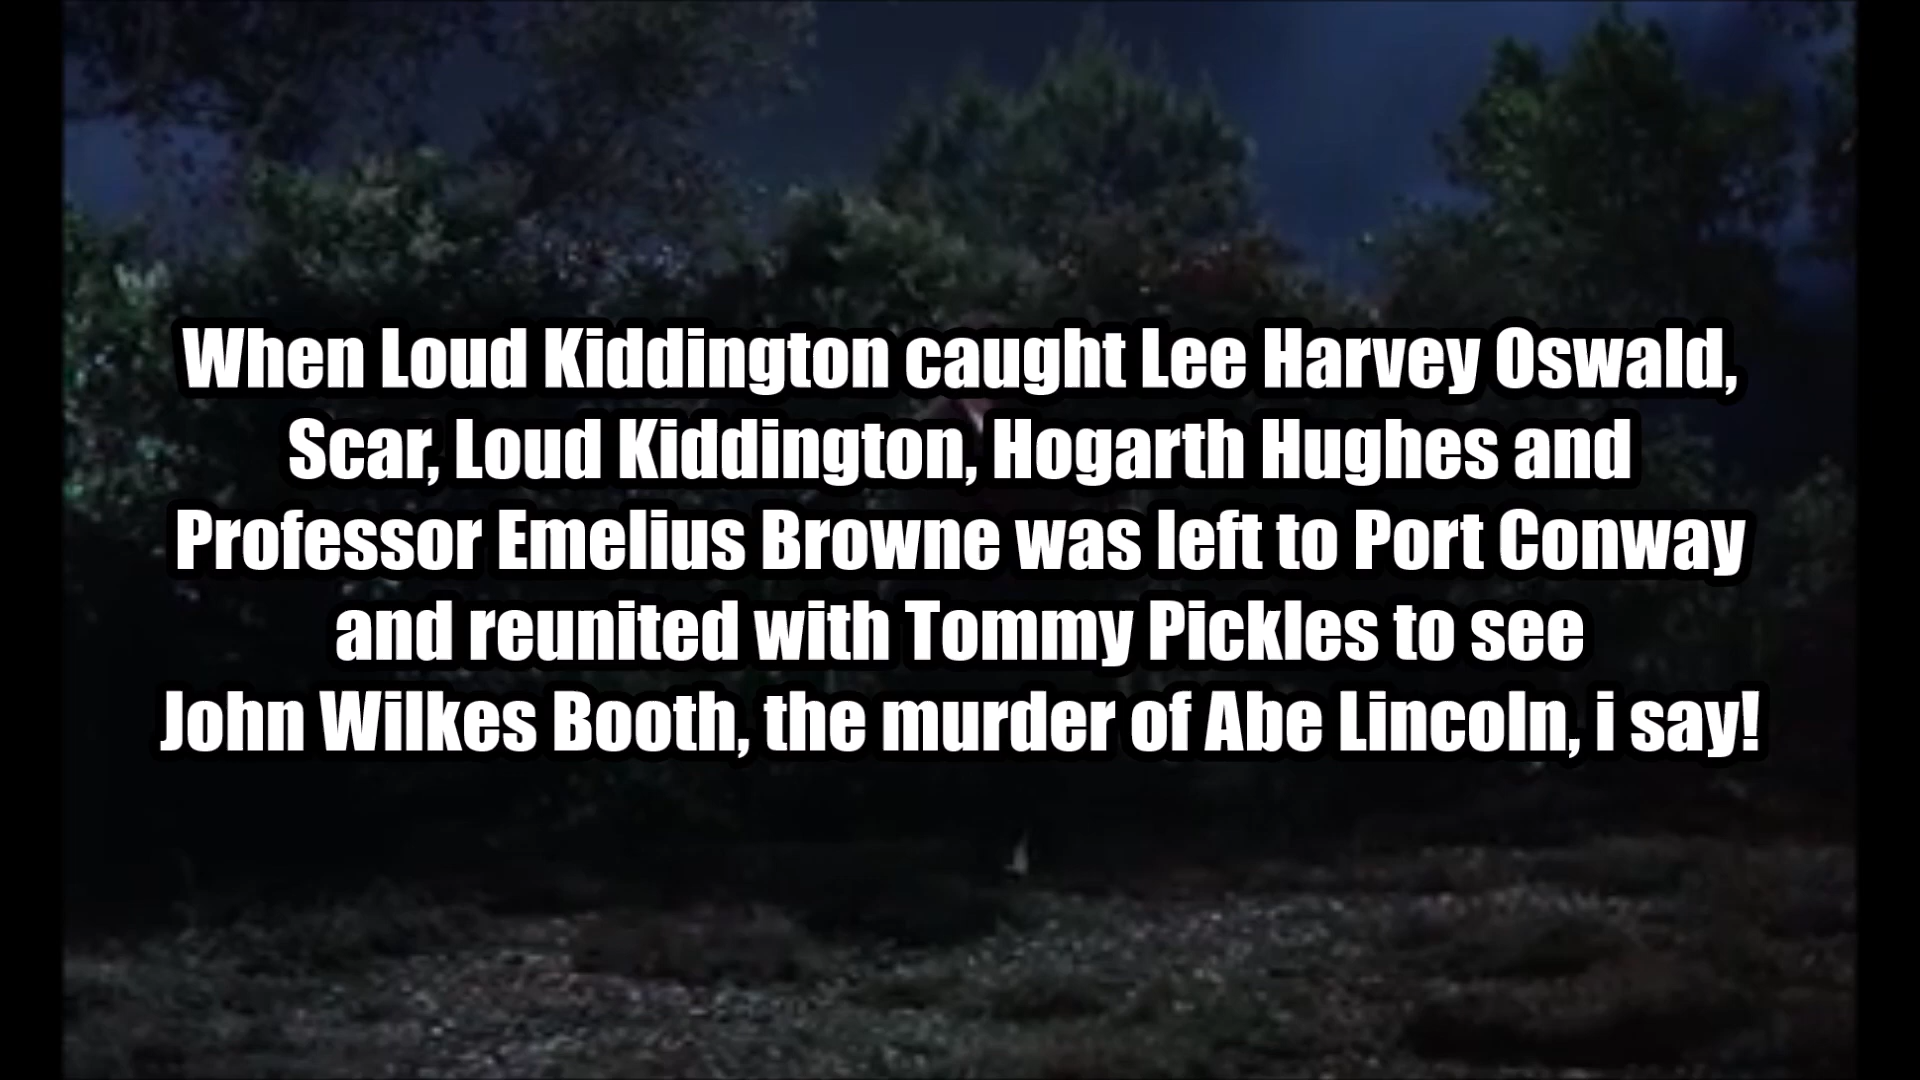 When Loud Kiddington caught Lee Harvey Oswald,
Scar, Loud Kiddington, Hogarth Hughes and
Professor Emelius Browne was left to Port Conway
and reunited with Tommy Pickles to see
John Wilkes Booth, the murder of Abe Lincoln, i say!